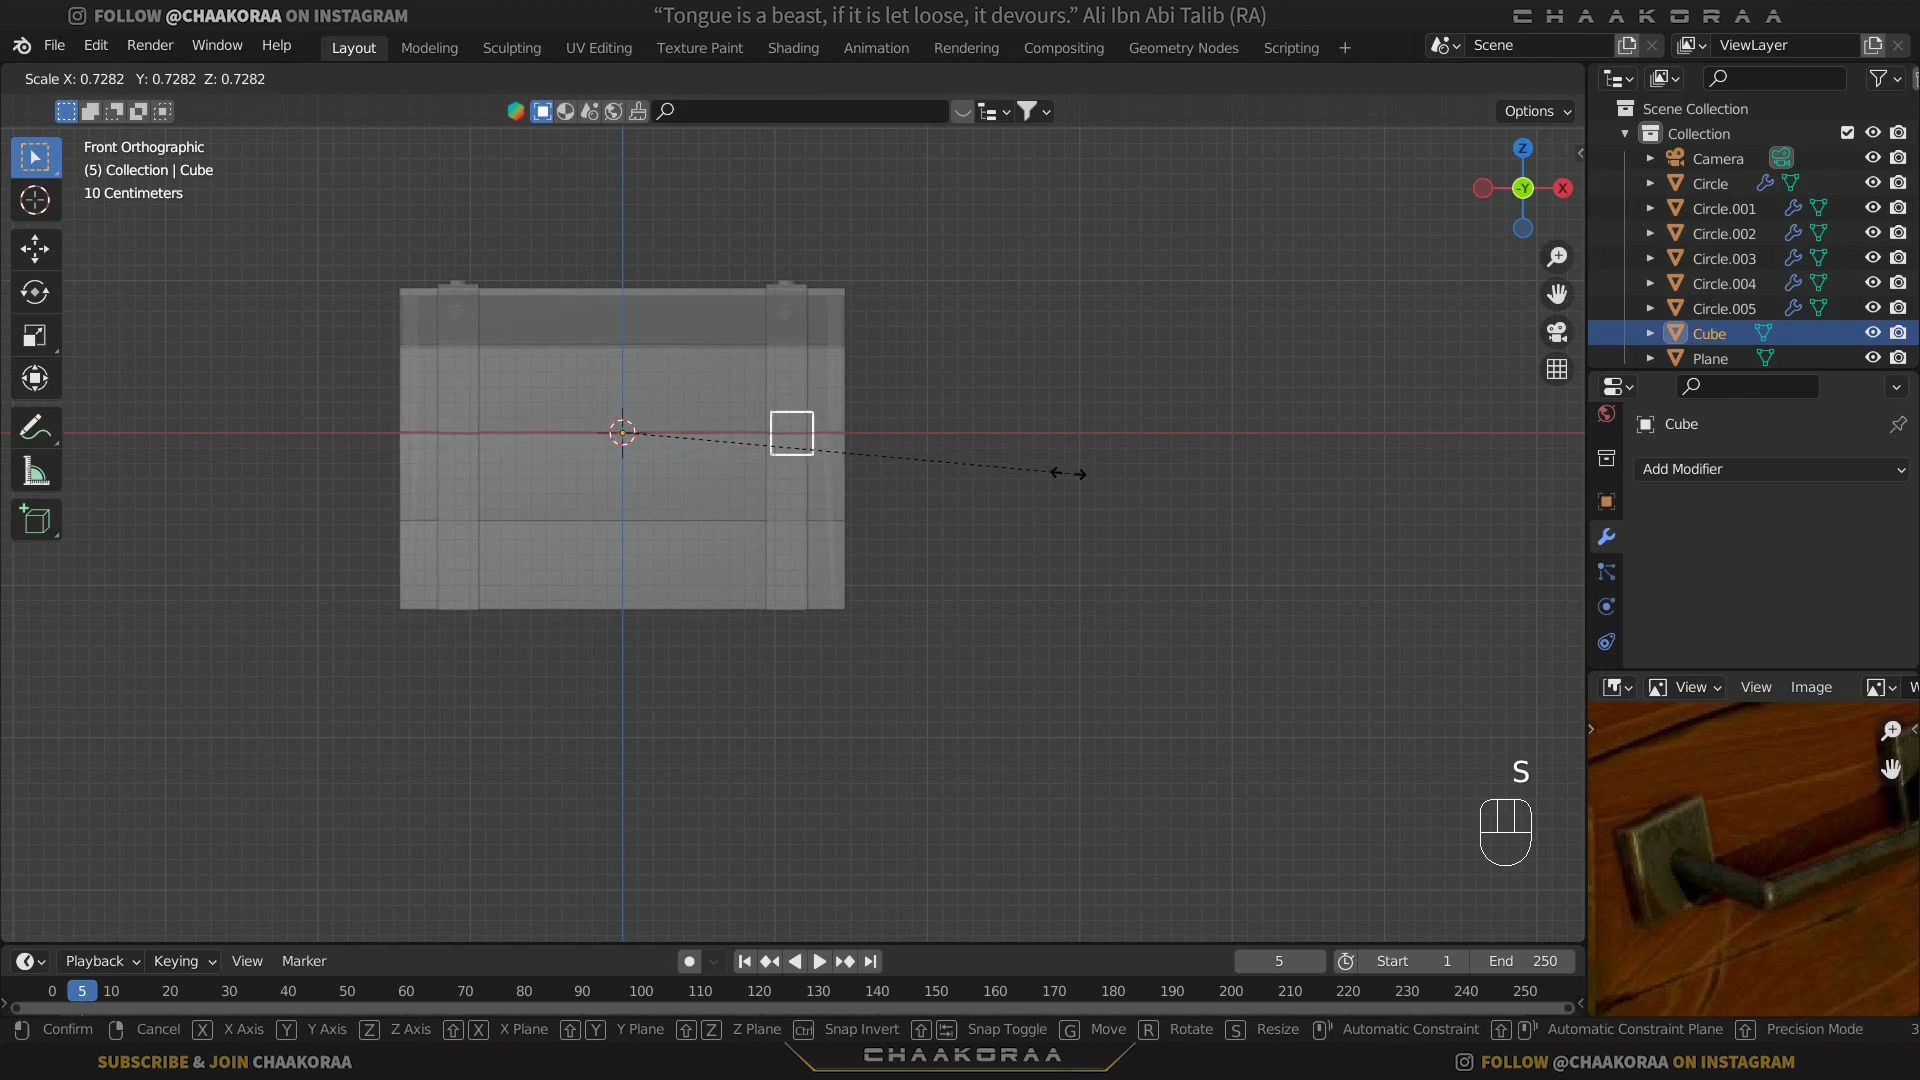 FOLLOW @CHAAKORAA ON INSTAGRAM
“Tongue is a beast, if it is let loose, it devours.” Ali Ibn Abi Talib (RA)
CHAAKORAA
File Edit Render Window Help
Layout Modeling Sculpting UV Editing Texture Paint Shading Animation Rendering Compositing Geometry Nodes Scripting +
Scene
ViewLayer
Scale X: 0.7282 Y: 0.7282 Z: 0.7282
Options
Front Orthographic
(5) Collection | Cube
10 Centimeters
Z
-Y
X
Scene Collection
Collection
Camera
Circle
Circle.001
Circle.002
Circle.003
Circle.004
Circle.005
Cube
Plane
Cube
Add Modifier
View View Image
S
Playback Keying View Marker
5
Start 1
End 250
0 5 10 20 30 40 50 60 70 80 90 100 110 120 130 140 150 160 170 180 190 200 210 220 230 240 250
Confirm Cancel X X Axis Y Y Axis Z Z Axis X X Plane Y Y Plane Z Z Plane Ctrl Snap Invert Snap Toggle G Move R Rotate S Resize Automatic Constraint Automatic Constraint Plane Precision Mode
SUBSCRIBE & JOIN CHAAKORAA
CHAAKORAA
FOLLOW @CHAAKORAA ON INSTAGRAM